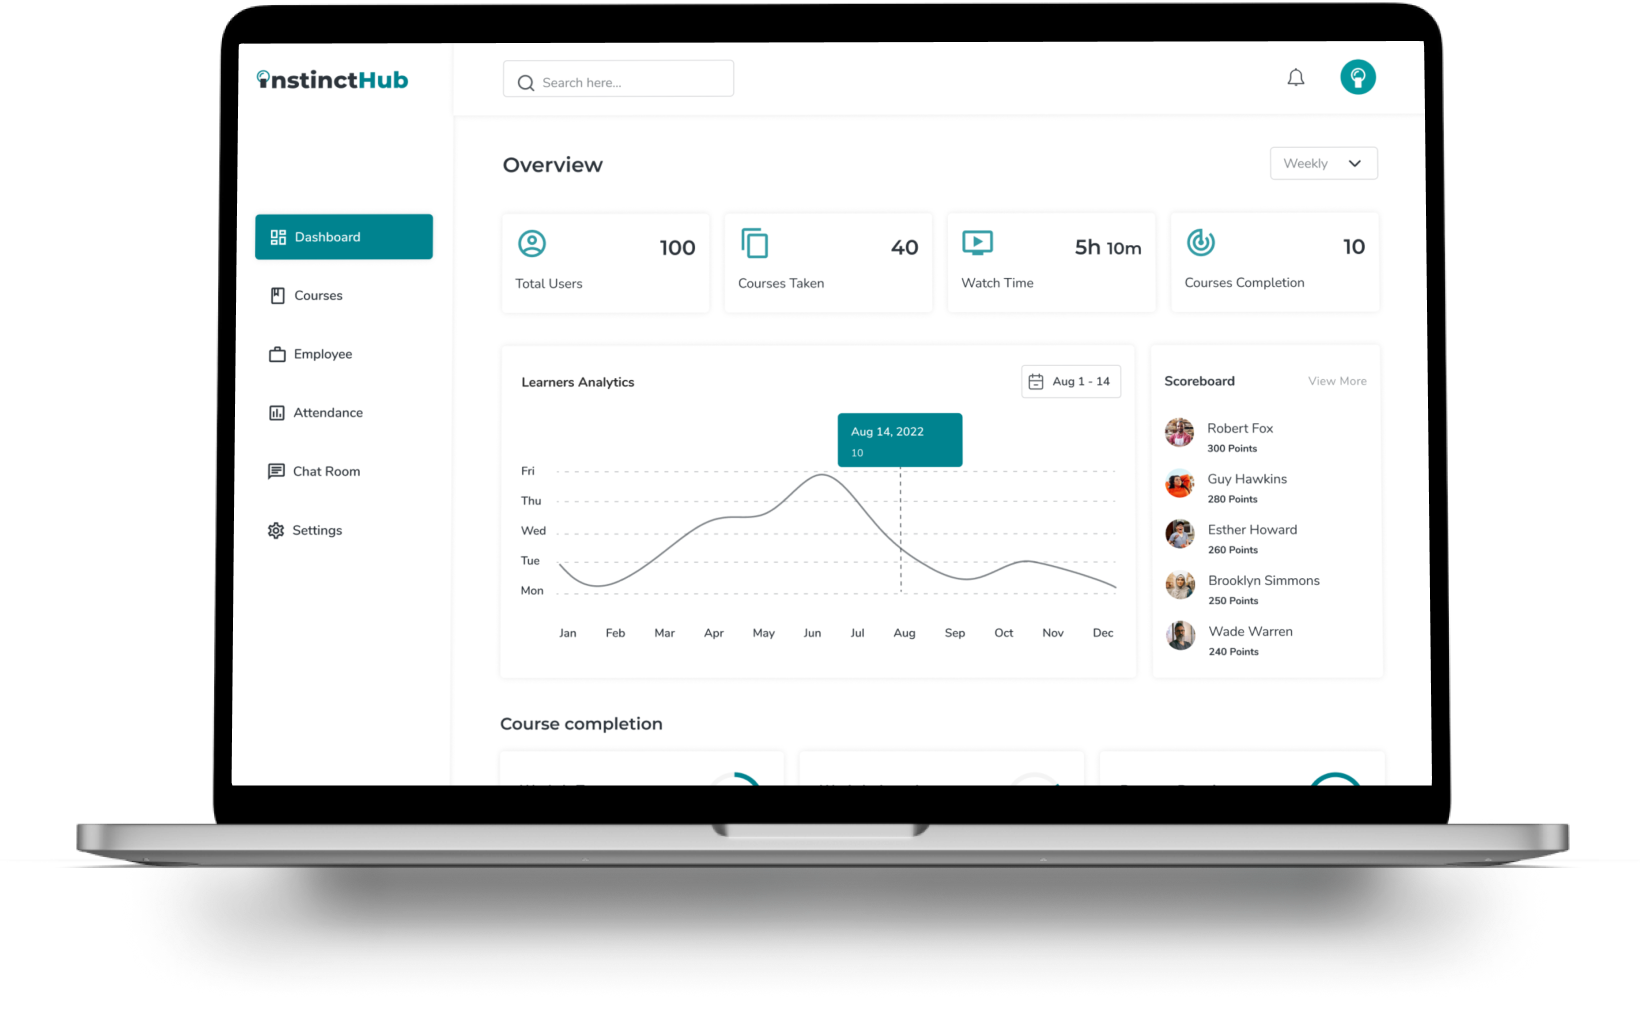 instinctHub
Search here...
Overview
Weekly
Dashboard
Courses
Employee
Attendance
Chat Room
Settings
100
Total Users
40
Courses Taken
5h 10m
Watch Time
10
Courses Completion
Learners Analytics
Aug 1 - 14
Aug 14, 2022
10
Fri
Thu
Wed
Tue
Mon
Jan Feb Mar Apr May Jun Jul Aug Sep Oct Nov Dec
Scoreboard
View More
Robert Fox
300 Points
Guy Hawkins
280 Points
Esther Howard
260 Points
Brooklyn Simmons
250 Points
Wade Warren
240 Points
Course completion